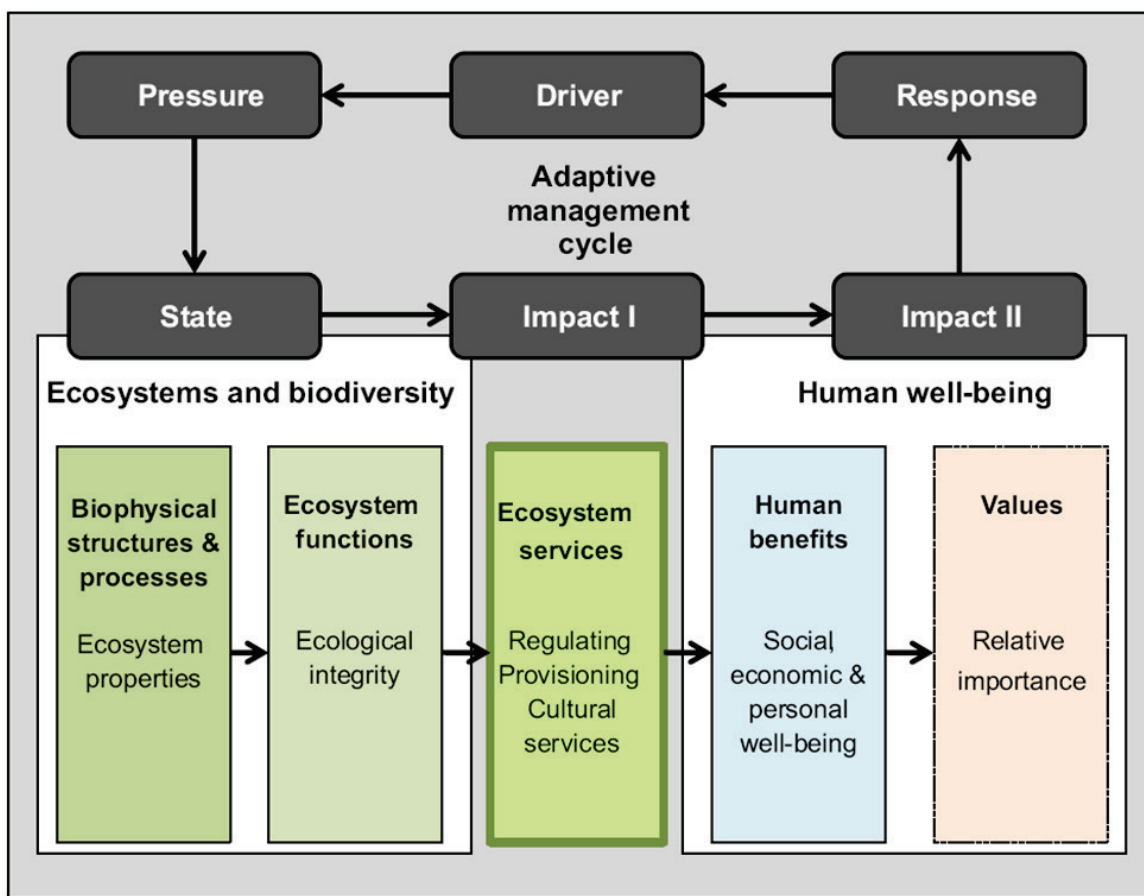 Pressure
Driver
Response
Adaptive
management
cycle
State
Impact I
Impact II
Ecosystems and biodiversity
Human well-being
Biophysical
structures &
processes
Ecosystem
properties
Ecosystem
functions
Ecological
integrity
Ecosystem
services
Regulating
Provisioning
Cultural
services
Human
benefits
Social,
economic &
personal
well-being
Values
Relative
importance